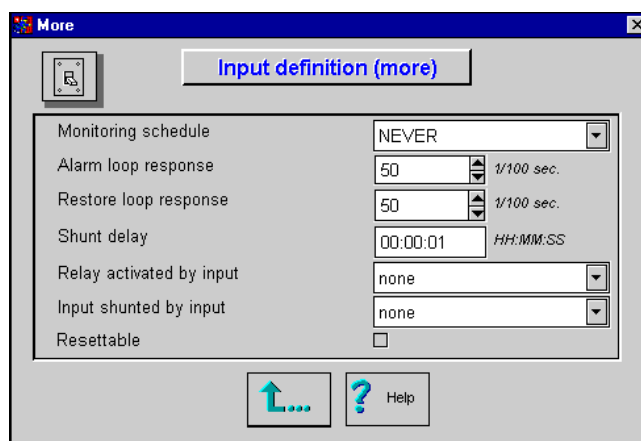 More
Input definition (more)
Monitoring schedule NEVER
Alarm loop response 50 1/100 sec.
Restore loop response 50 1/100 sec.
Shunt delay 00:00:01 HH:MM:SS
Relay activated by input none
Input shunted by input none
Resettable
... ? Help